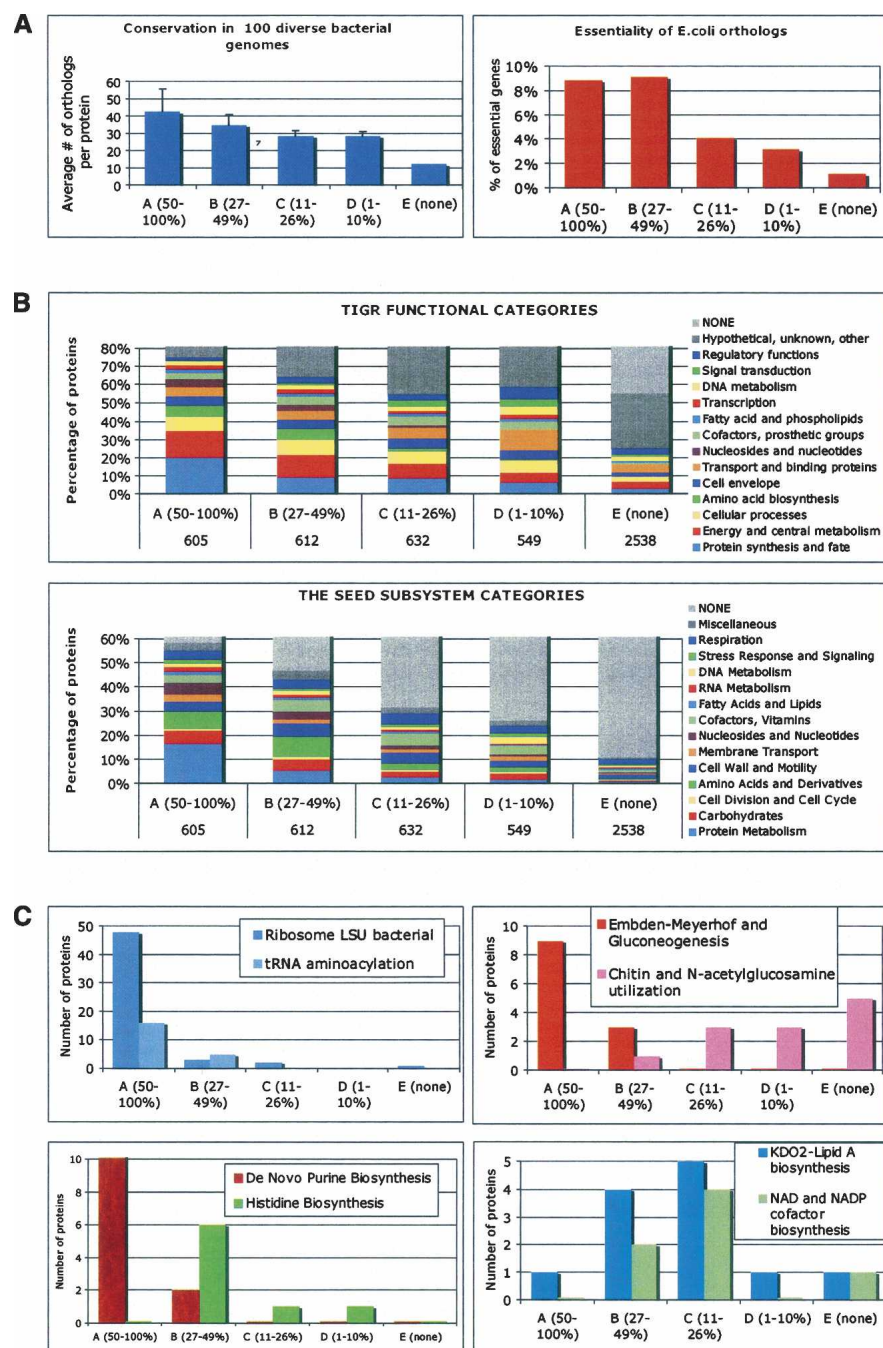 A
Conservation in 100 diverse bacterial
genomes
Average # of orthologs
per protein
60
50
40
30
20
10
0
7
A (50-
100%)
B (27-
49%)
C (11-
26%)
D (1-
10%)
E (none)
Essentiality of E.coli orthologs
% of essential genes
10%
8%
6%
4%
2%
0%
A (50-
100%)
B (27-
49%)
C (11-
26%)
D (1-
10%)
E (none)
B
TIGR FUNCTIONAL CATEGORIES
Percentage of proteins
80%
70%
60%
50%
40%
30%
20%
10%
0%
A (50-100%)
B (27-49%)
C (11-26%)
D (1-10%)
E (none)
605
612
632
549
2538
NONE
Hypothetical, unknown, other
Regulatory functions
Signal transduction
DNA metabolism
Transcription
Fatty acid and phospholipids
Cofactors, prosthetic groups
Nucleosides and nucleotides
Transport and binding proteins
Cell envelope
Amino acid biosynthesis
Cellular processes
Energy and central metabolism
Protein synthesis and fate
THE SEED SUBSYSTEM CATEGORIES
Percentage of proteins
60%
50%
40%
30%
20%
10%
0%
A (50-100%)
B (27-49%)
C (11-26%)
D (1-10%)
E (none)
605
612
632
549
2538
NONE
Miscellaneous
Respiration
Stress Response and Signaling
DNA Metabolism
RNA Metabolism
Fatty Acids and Lipids
Cofactors, Vitamins
Nucleosides and Nucleotides
Membrane Transport
Cell Wall and Motility
Amino Acids and Derivatives
Cell Division and Cell Cycle
Carbohydrates
Protein Metabolism
C
Number of proteins
50
40
30
20
10
0
Ribosome LSU bacterial
tRNA aminoacylation
A (50-
100%)
B (27-
49%)
C (11-
26%)
D (1-
10%)
E (none)
Number of proteins
10
8
6
4
2
0
Embden-Meyerhof and
Gluconeogenesis
Chitin and N-acetylglucosamine
utilization
A (50-
100%)
B (27-
49%)
C (11-
26%)
D (1-
10%)
E (none)
Number of proteins
10
8
6
4
2
0
De Novo Purine Biosynthesis
Histidine Biosynthesis
A (50-100%)
B (27-49%)
C (11-26%)
D (1-10%)
E (none)
Number of proteins
5
4
3
2
1
0
KDO2-Lipid A
biosynthesis
NAD and NADP
cofactor
biosynthesis
A (50-
100%)
B (27-
49%)
C (11-
26%)
D (1-10%)
E (none)